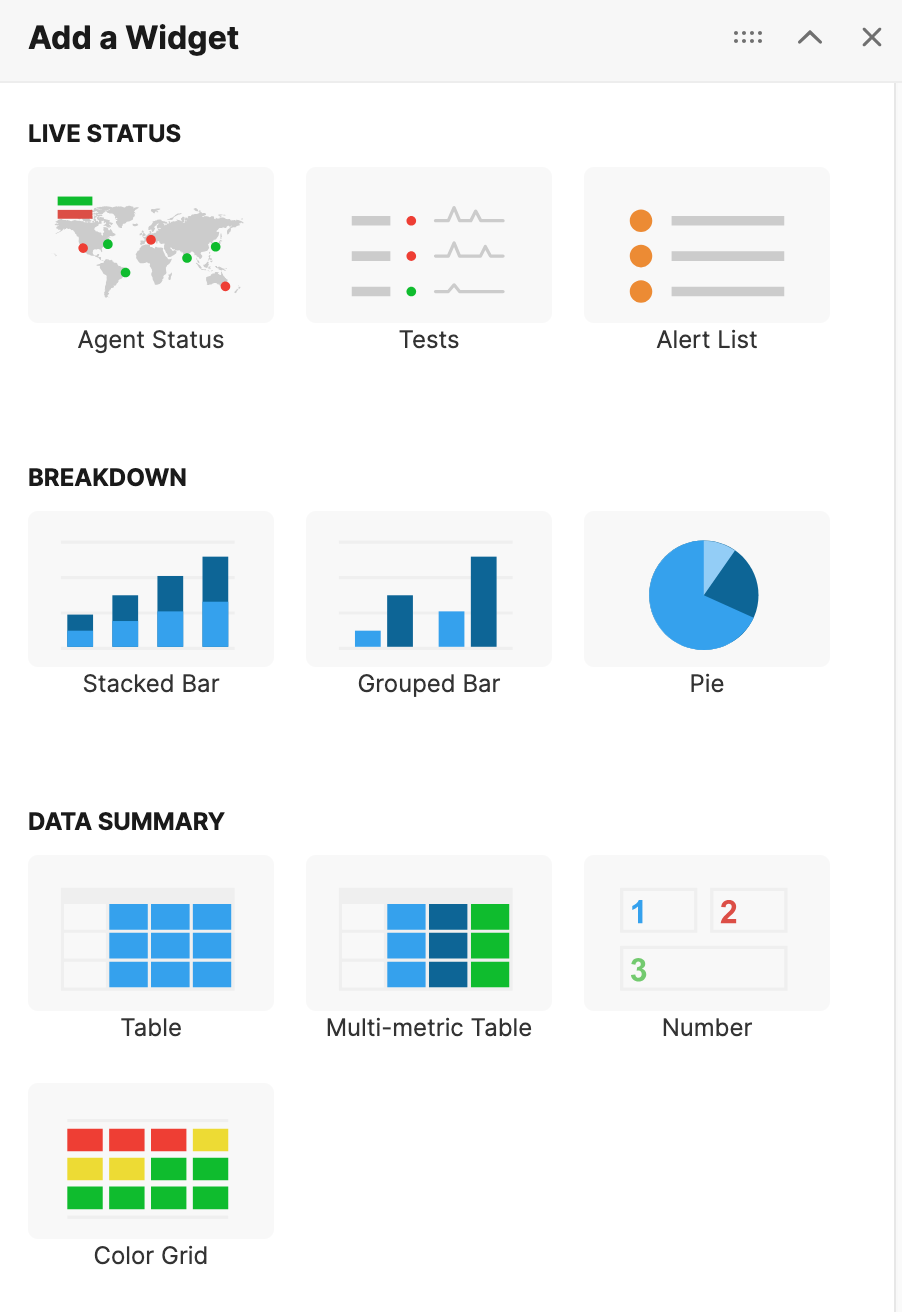 Add a Widget
LIVE STATUS
Agent Status
Tests
Alert List
BREAKDOWN
Stacked Bar
Grouped Bar
Pie
DATA SUMMARY
1
2
3
Table
Multi-metric Table
Number
Color Grid